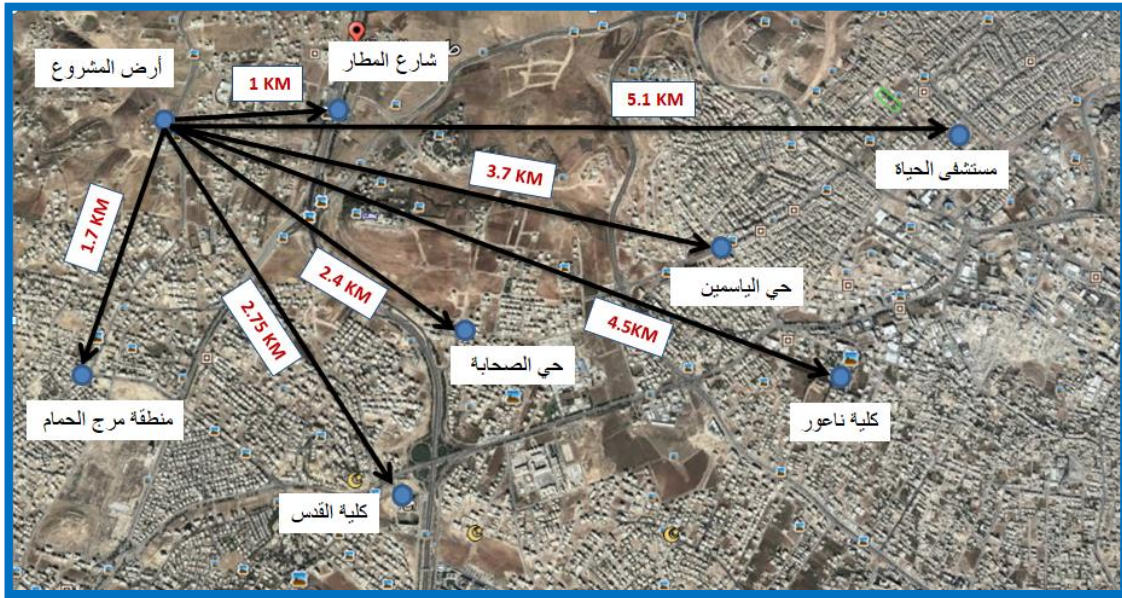 أرض المشروع
شارع المطار
1 KM
5.1 KM
مستشفى الحياة
3.7 KM
حي الياسمين
1.7 KM
2.4 KM
2.75 KM
4.5KM
حي الصحابة
منطقة مرج الحمام
كلية ناعور
كلية القدس